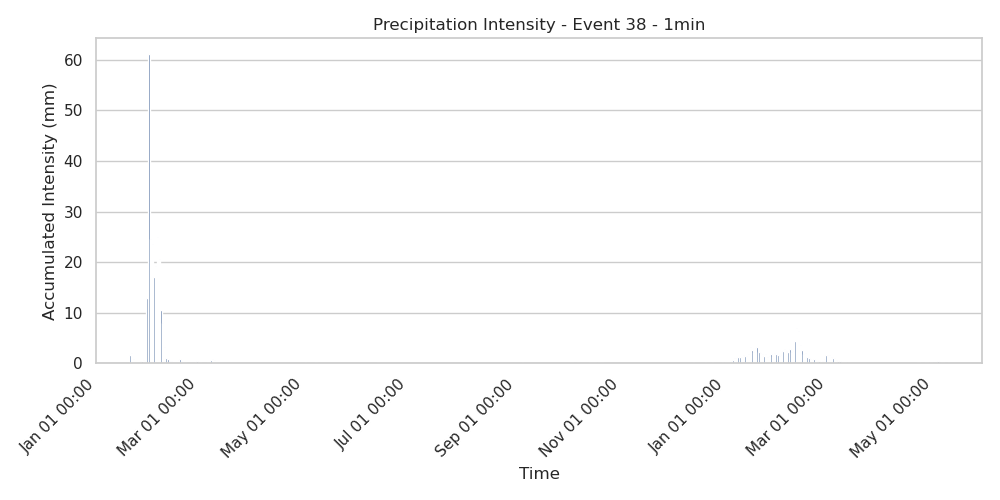 Precipitation Intensity - Event 38 - 1min
Accumulated Intensity (mm)
60
50
40
30
20
10
0
Jan 01 00:00
Mar 01 00:00
May 01 00:00
Jul 01 00:00
Sep 01 00:00
Nov 01 00:00
Jan 01 00:00
Mar 01 00:00
May 01 00:00
Time